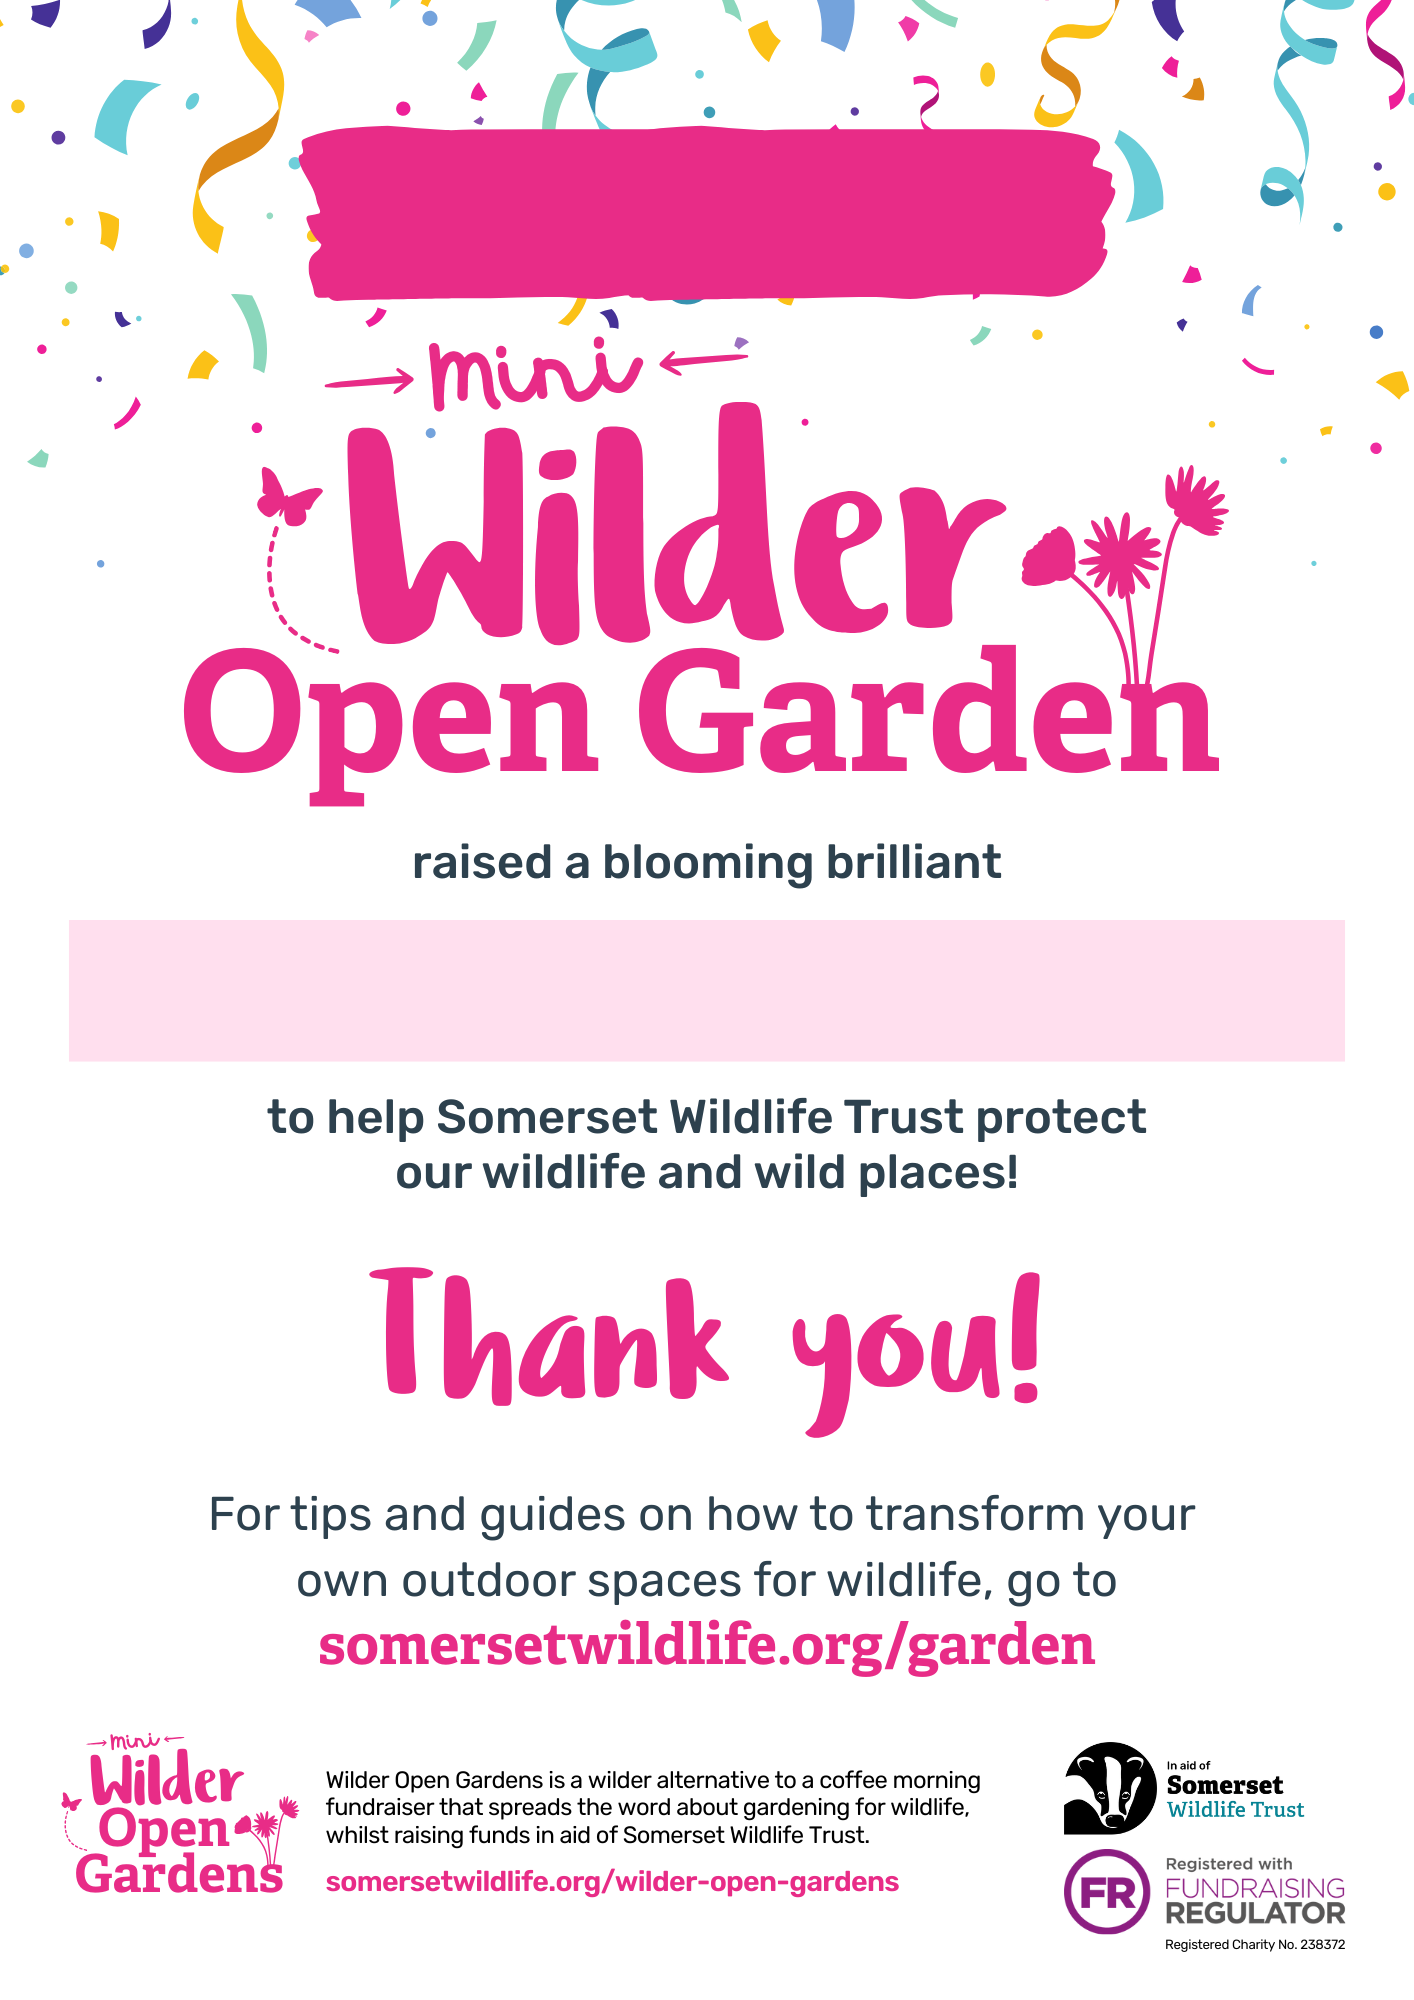 mini
Wilder
Open Garden
raised a blooming brilliant
to help Somerset Wildlife Trust protect
our wildlife and wild places!
Thank you!
For tips and guides on how to transform your
own outdoor spaces for wildlife, go to
somersetwildlife.org/garden
mini
Wilder
Open
Gardens
Wilder Open Gardens is a wilder alternative to a coffee morning
fundraiser that spreads the word about gardening for wildlife,
whilst raising funds in aid of Somerset Wildlife Trust.
somersetwildlife.org/wilder-open-gardens
In aid of
Somerset
Wildlife Trust
FR
Registered with
FUNDRAISING
REGULATOR
Registered Charity No. 238372